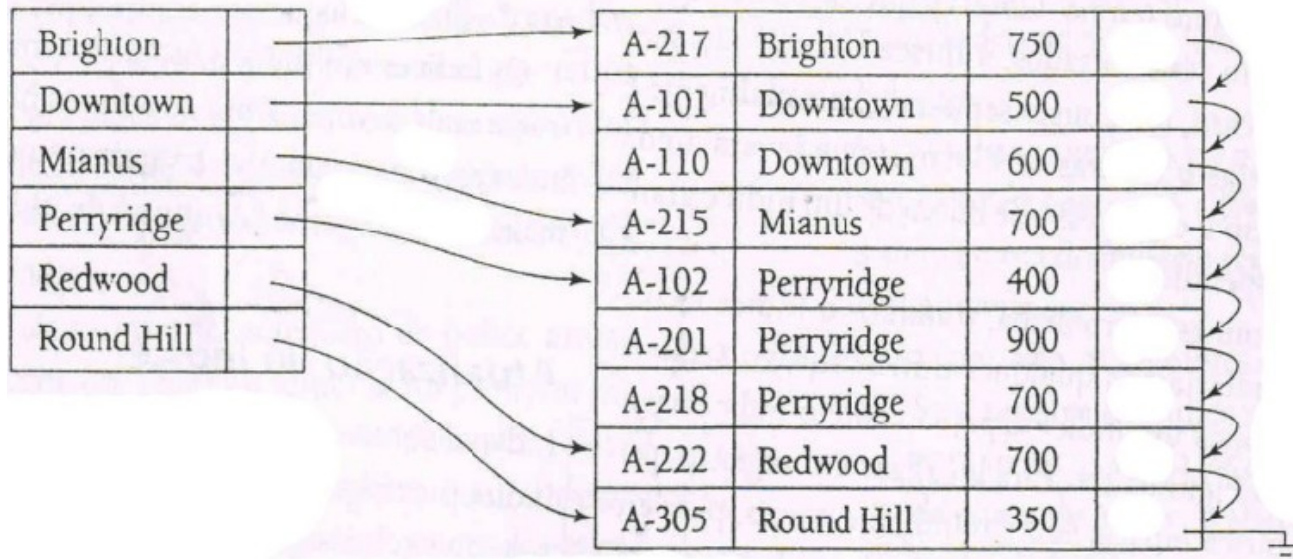 Brighton
Downtown
Mianus
Perryridge
Redwood
Round Hill
A-217 Brighton 750
A-101 Downtown 500
A-110 Downtown 600
A-215 Mianus 700
A-102 Perryridge 400
A-201 Perryridge 900
A-218 Perryridge 700
A-222 Redwood 700
A-305 Round Hill 350